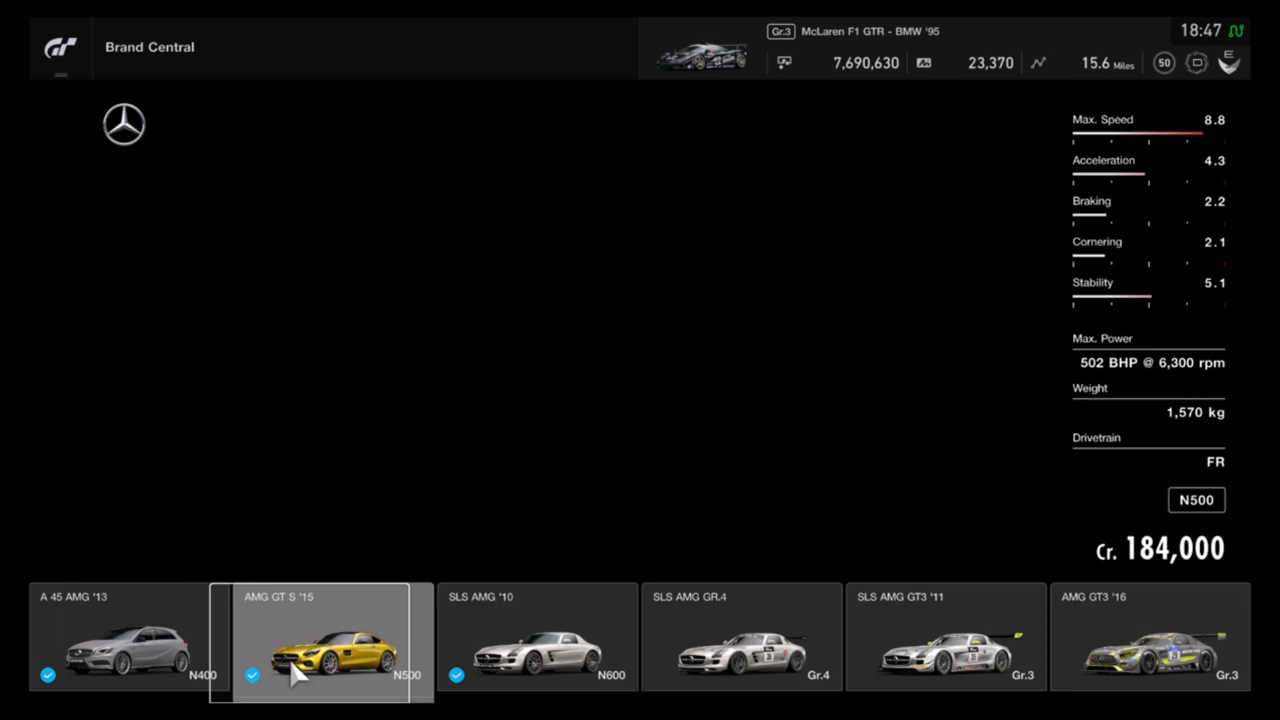 Brand Central
Gr.3 McLaren F1 GTR - BMW '95
18:47
7,690,630
23,370
15.6 Miles
50
D
E
Max. Speed 8.8
Acceleration 4.3
Braking 2.2
Cornering 2.1
Stability 5.1
Max. Power
502 BHP @ 6,300 rpm
Weight
1,570 kg
Drivetrain
FR
N500
Cr. 184,000
A 45 AMG '13
AMG GT S '15
SLS AMG '10
SLS AMG GR.4
SLS AMG GT3 '11
AMG GT3 '16
N400
N500
N600
Gr.4
Gr.3
Gr.3